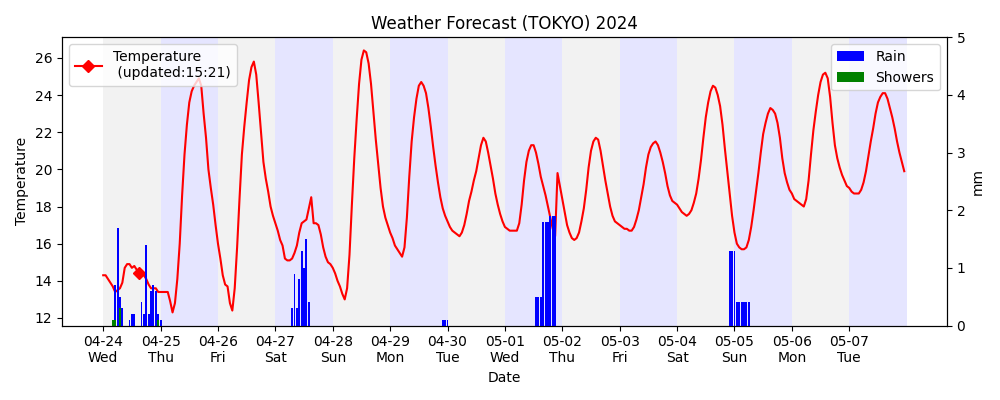 Weather Forecast (TOKYO) 2024
Temperature
(updated:15:21)
Rain
Showers
26
24
22
20
18
16
14
12
Temperature
5
4
3
2
1
0
mm
04-24 04-25 04-26 04-27 04-28 04-29 04-30 05-01 05-02 05-03 05-04 05-05 05-06 05-07
Wed Thu Fri Sat Sun Mon Tue Wed Thu Fri Sat Sun Mon Tue
Date